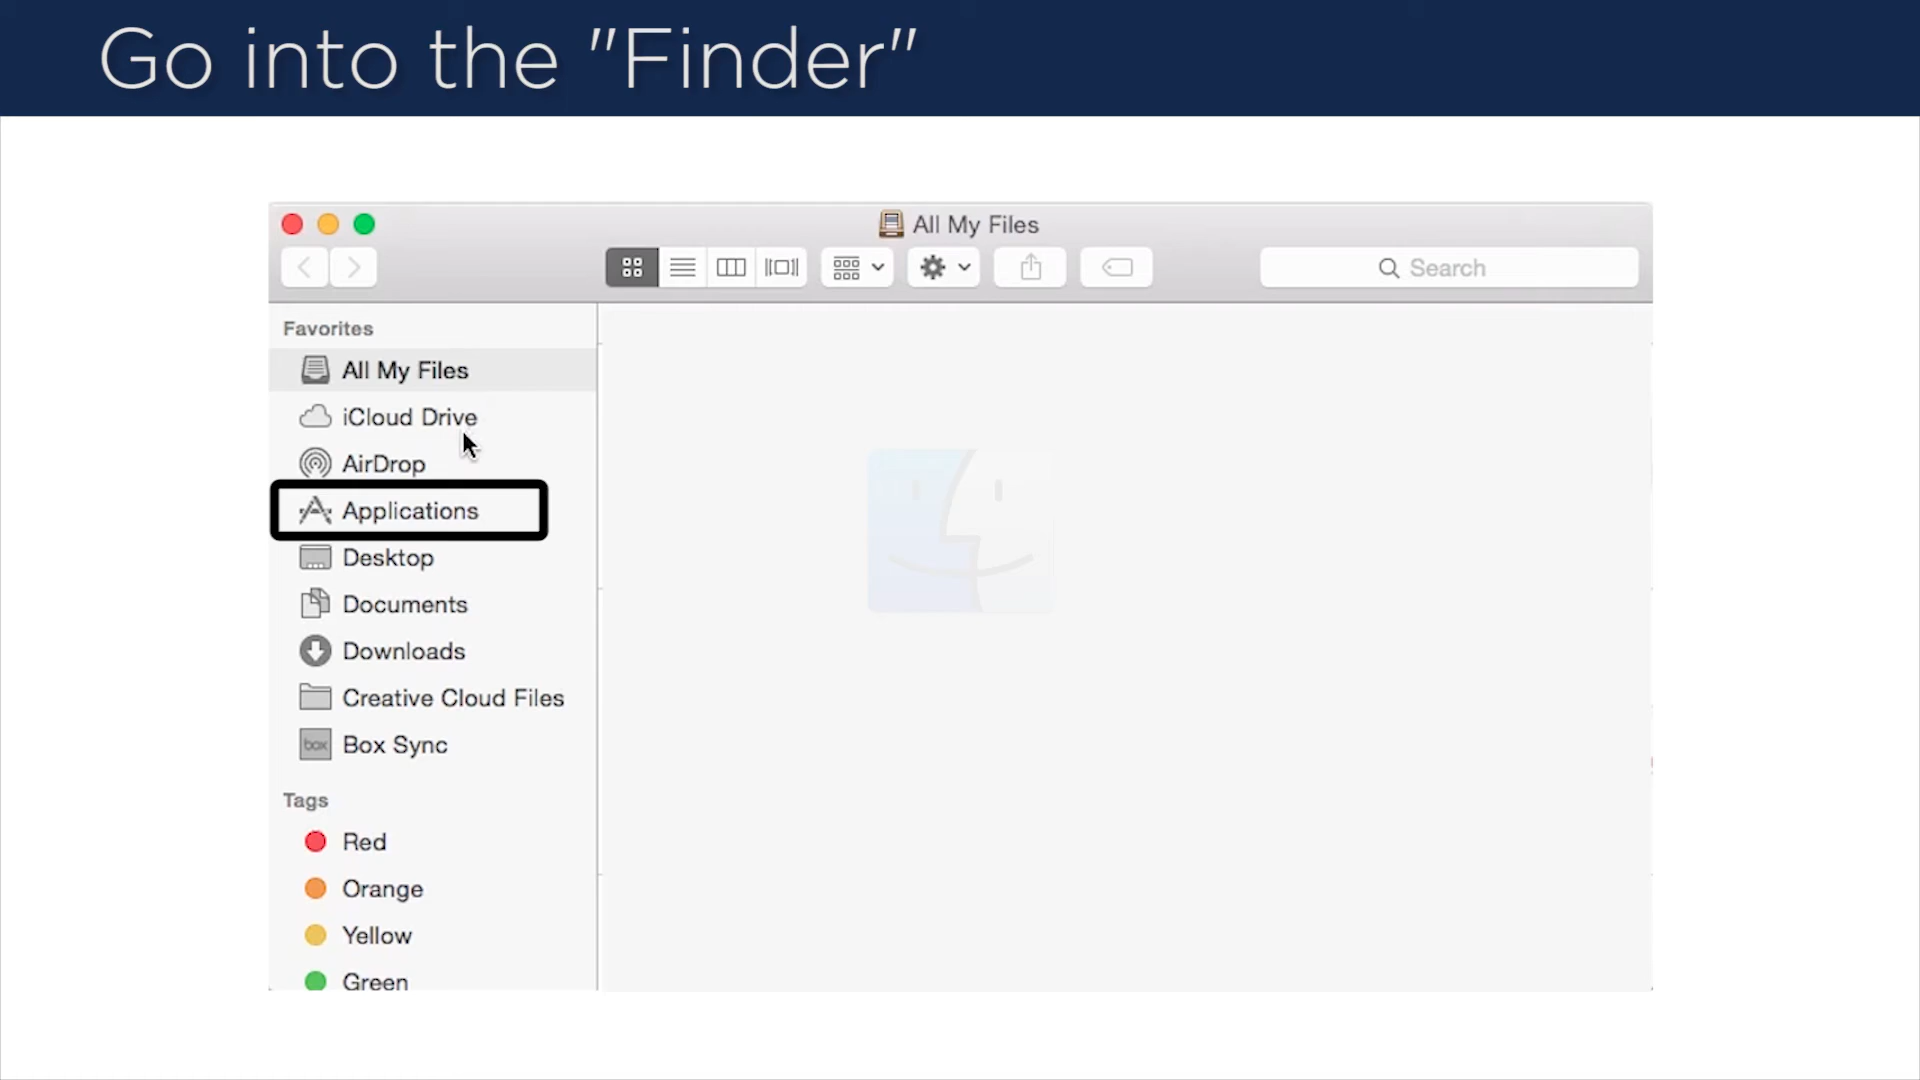 Go into the "Finder"
All My Files
Search
Favorites
All My Files
iCloud Drive
AirDrop
Applications
Desktop
Documents
Downloads
Creative Cloud Files
box Box Sync
Tags
Red
Orange
Yellow
Green